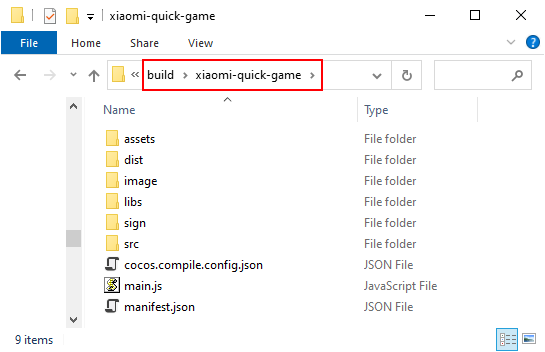 xiaomi-quick-game
File Home Share View
« build > xiaomi-quick-game >
Name Type
assets File folder
dist File folder
image File folder
libs File folder
sign File folder
src File folder
cocos.compile.config.json JSON File
main.js JavaScript File
manifest.json JSON File
9 items